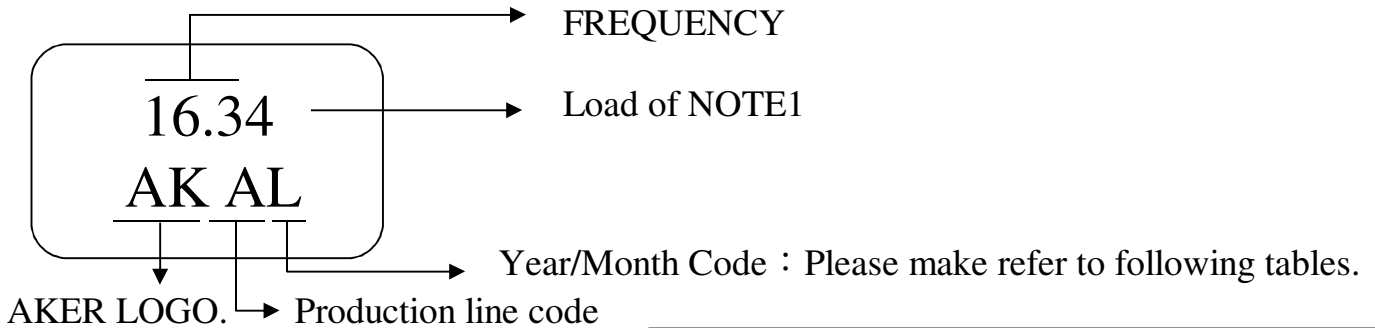 FREQUENCY
16.34
Load of NOTE1
AK AL
Year/Month Code：Please make refer to following tables.
AKER LOGO.
Production line code